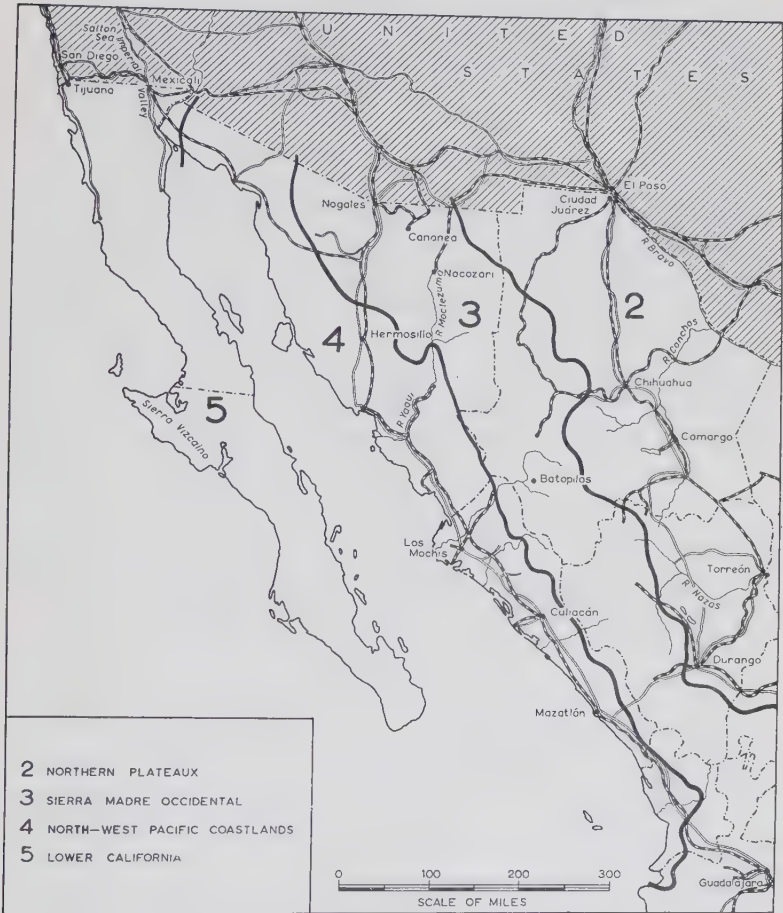 UNITED
STATES
Salton
Sea
Imperial
Valley
San Diego
Mexicali
Tijuana
El Paso
Ciudad
Juárez
R Bravo
Nogales
Cananea
Nacozari
R Moctezuma
2
3
R Conchos
Hermosillo
4
Chihuahua
5
Sierra Vizcaíno
R Yaqui
Camargo
Batopilas
Los
Mochis
Torreón
R Nazas
Culiacán
Durango
Mazatlán
2 NORTHERN PLATEAUX
3 SIERRA MADRE OCCIDENTAL
4 NORTH-WEST PACIFIC COASTLANDS
5 LOWER CALIFORNIA
0 100 200 300
SCALE OF MILES
Guadalajara